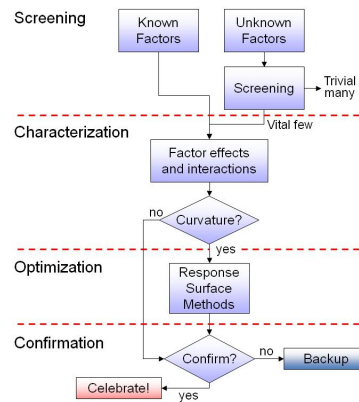 Screening
Known
Factors
Unknown
Factors
Screening
Trivial
many
Vital few
Characterization
Factor effects
and interactions
no
Curvature?
yes
Optimization
Response
Surface
Methods
Confirmation
Confirm?
no
Backup
Celebrate!
yes